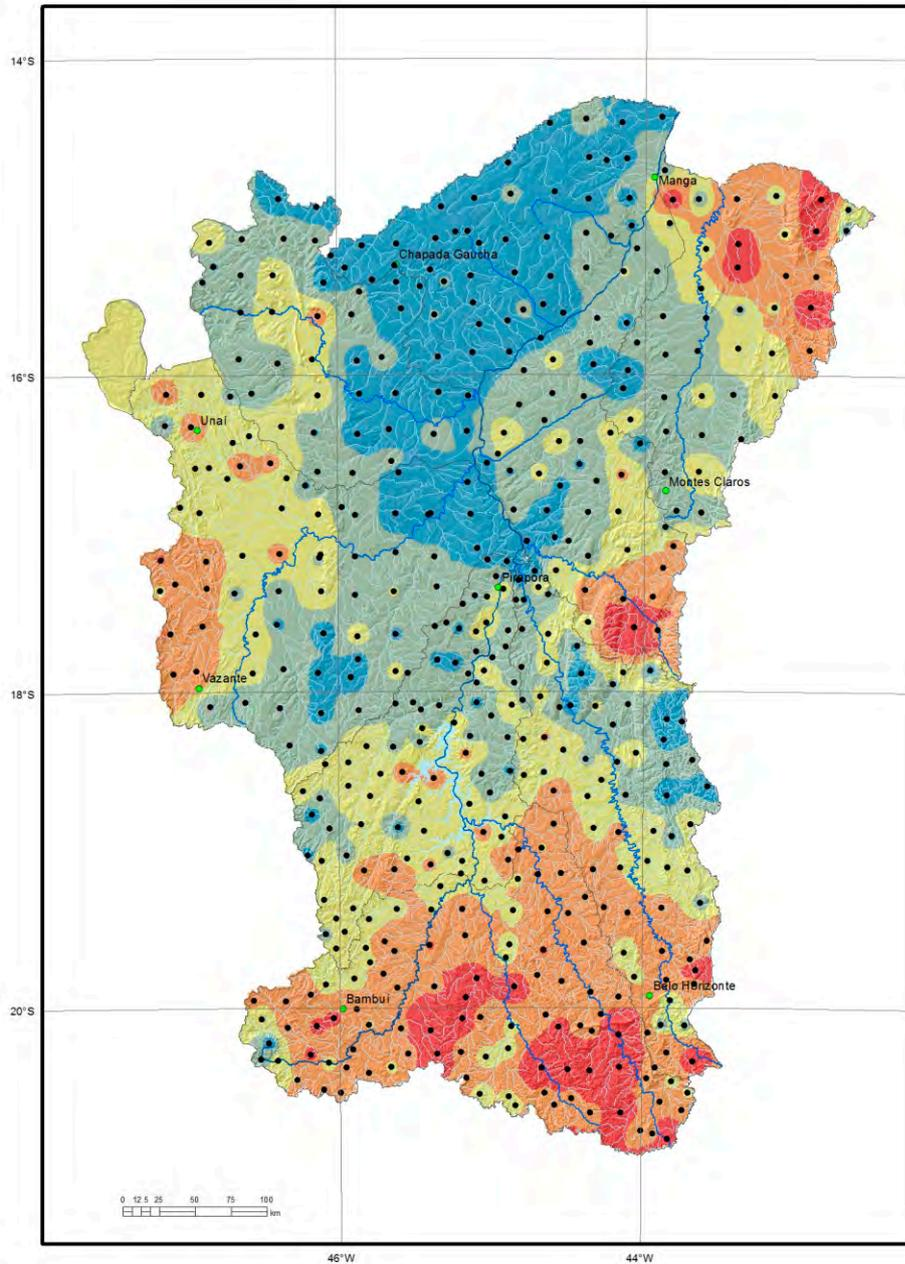 14°S
Manga
Chapada Gaúcha
16°S
Unaí
Montes Claros
Pirapora
Vazante
18°S
Belo Horizonte
Bambuí
20°S
0 12.5 25 50 75 100
km
46°W 44°W